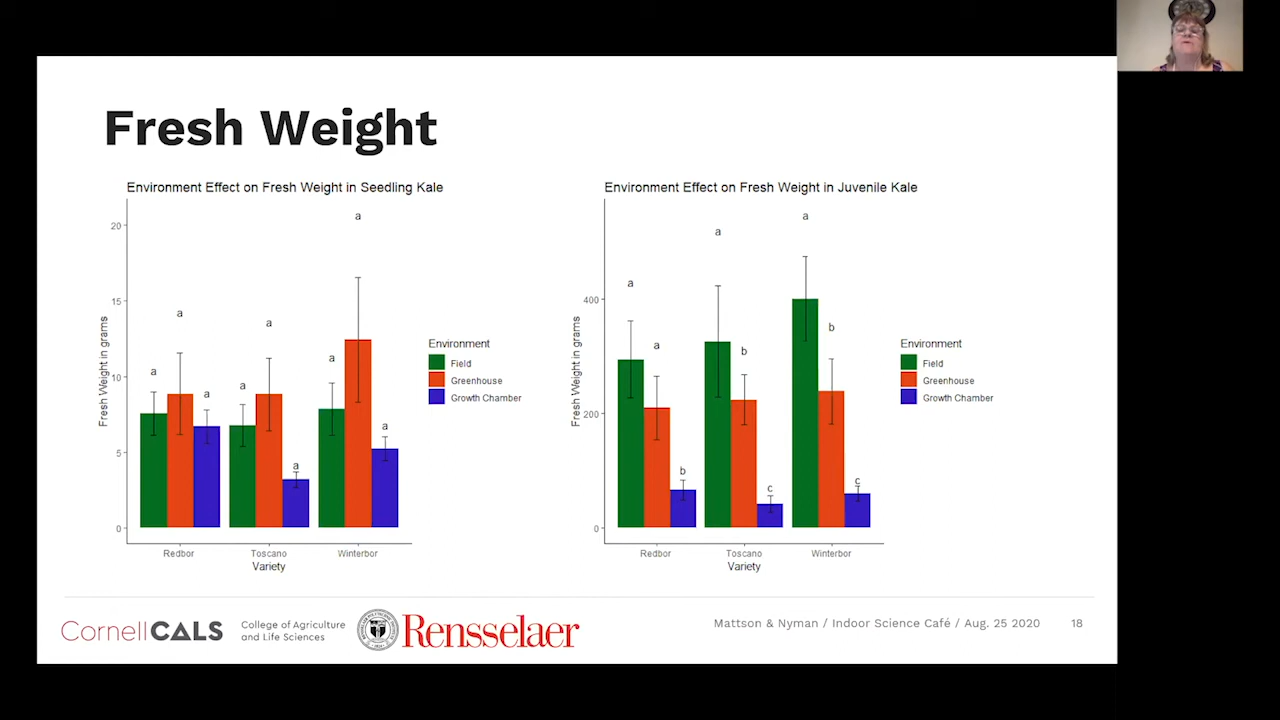 Fresh Weight
Environment Effect on Fresh Weight in Seedling Kale
Fresh Weight in grams
20
15
10
5
0
a
a
a
a
a
a
a
a
a
Redbor
Toscano
Winterbor
Variety
Environment
Field
Greenhouse
Growth Chamber
Environment Effect on Fresh Weight in Juvenile Kale
Fresh Weight in grams
400
200
0
a
a
b
a
b
c
a
b
c
Redbor
Toscano
Winterbor
Variety
Environment
Field
Greenhouse
Growth Chamber
CornellCALS
College of Agriculture
and Life Sciences
Rensselaer
Mattson & Nyman / Indoor Science Café / Aug. 25 2020
18